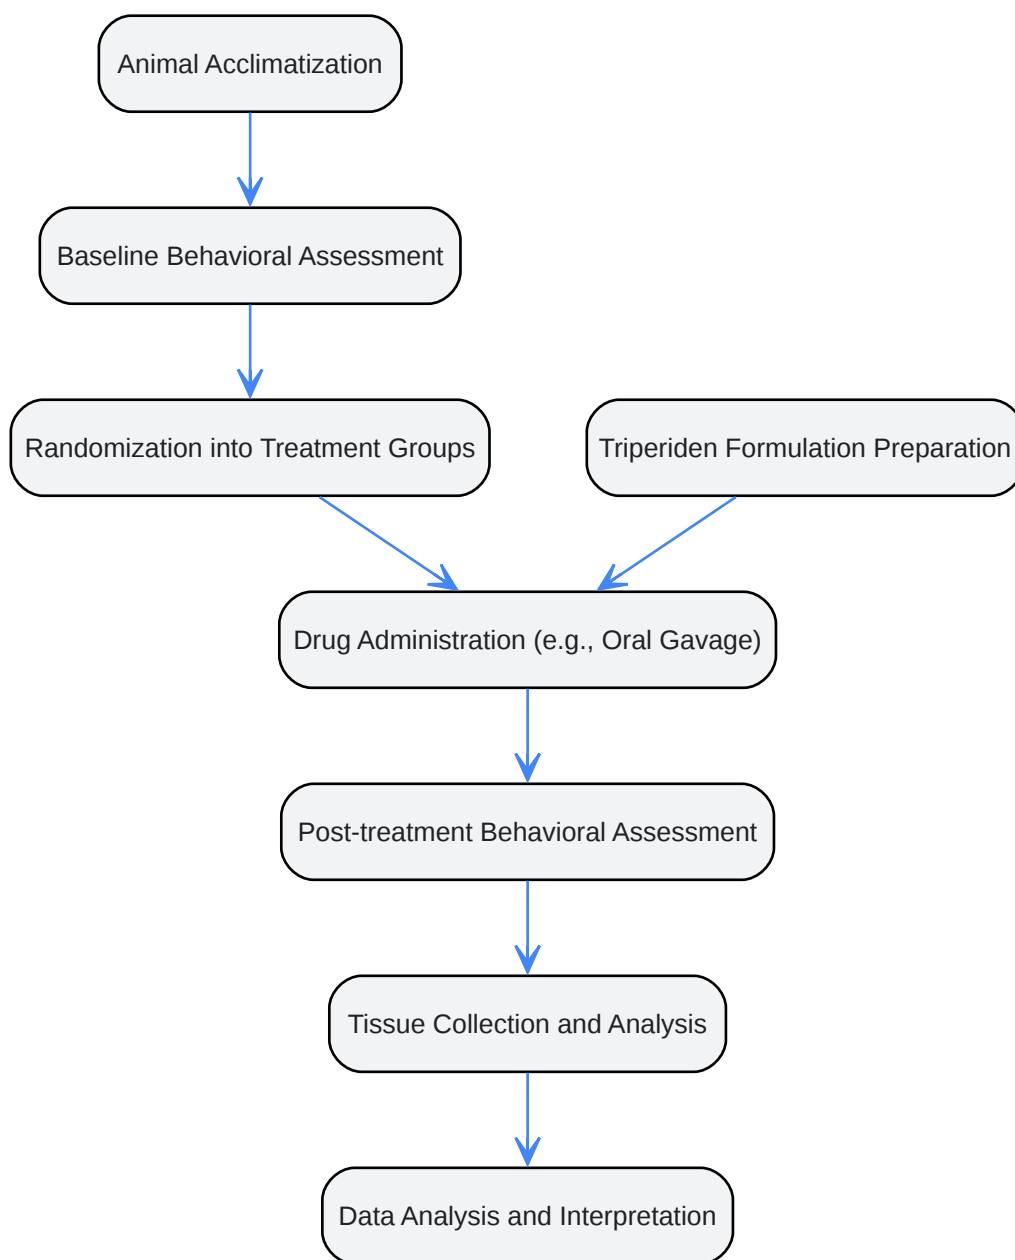 Animal Acclimatization
Baseline Behavioral Assessment
Randomization into Treatment Groups
Triperiden Formulation Preparation
Drug Administration (e.g., Oral Gavage)
Post-treatment Behavioral Assessment
Tissue Collection and Analysis
Data Analysis and Interpretation